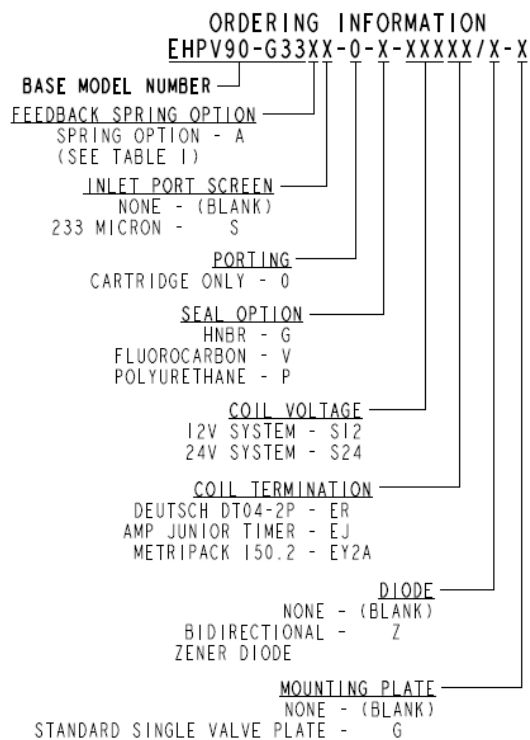 ORDERING INFORMATION
EHPV90-G33XX-0-X-XXXXX/X-X
BASE MODEL NUMBER
FEEDBACK SPRING OPTION
SPRING OPTION - A
(SEE TABLE 1)
INLET PORT SCREEN
NONE - (BLANK)
233 MICRON - S
PORTING
CARTRIDGE ONLY - 0
SEAL OPTION
HNBR - G
FLUOROCARBON - V
POLYURETHANE - P
COIL VOLTAGE
12V SYSTEM - S12
24V SYSTEM - S24
COIL TERMINATION
DEUTSCH DT04-2P - ER
AMP JUNIOR TIMER - EJ
METRIPACK 150.2 - EY2A
DIODE
NONE - (BLANK)
BIDIRECTIONAL - Z
ZENER DIODE
MOUNTING PLATE
NONE - (BLANK)
STANDARD SINGLE VALVE PLATE - G